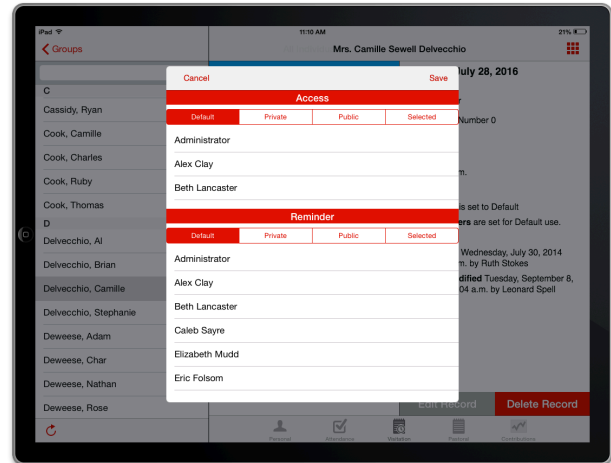 iPad
11:10 AM
21%
Groups
Mrs. Camille Sewell Delvecchio
Cancel
Save
July 28, 2016
Access
Default
Private
Public
Selected
Administrator
Alex Clay
Beth Lancaster
Reminder
Default
Private
Public
Selected
Administrator
Alex Clay
Beth Lancaster
Caleb Sayre
Elizabeth Mudd
Eric Folsom
C
Cassidy, Ryan
Cook, Camille
Cook, Charles
Cook, Ruby
Cook, Thomas
D
Delvecchio, Al
Delvecchio, Brian
Delvecchio, Camille
Delvecchio, Stephanie
Deweese, Adam
Deweese, Char
Deweese, Nathan
Deweese, Rose
Number 0
m.
is set to Default
ers are set for Default use.
Wednesday, July 30, 2014
m. by Ruth Stokes
dified Tuesday, September 8,
04 a.m. by Leonard Spell
Edit Record
Delete Record
Personal
Attendance
Visitation
Pastoral
Contributions